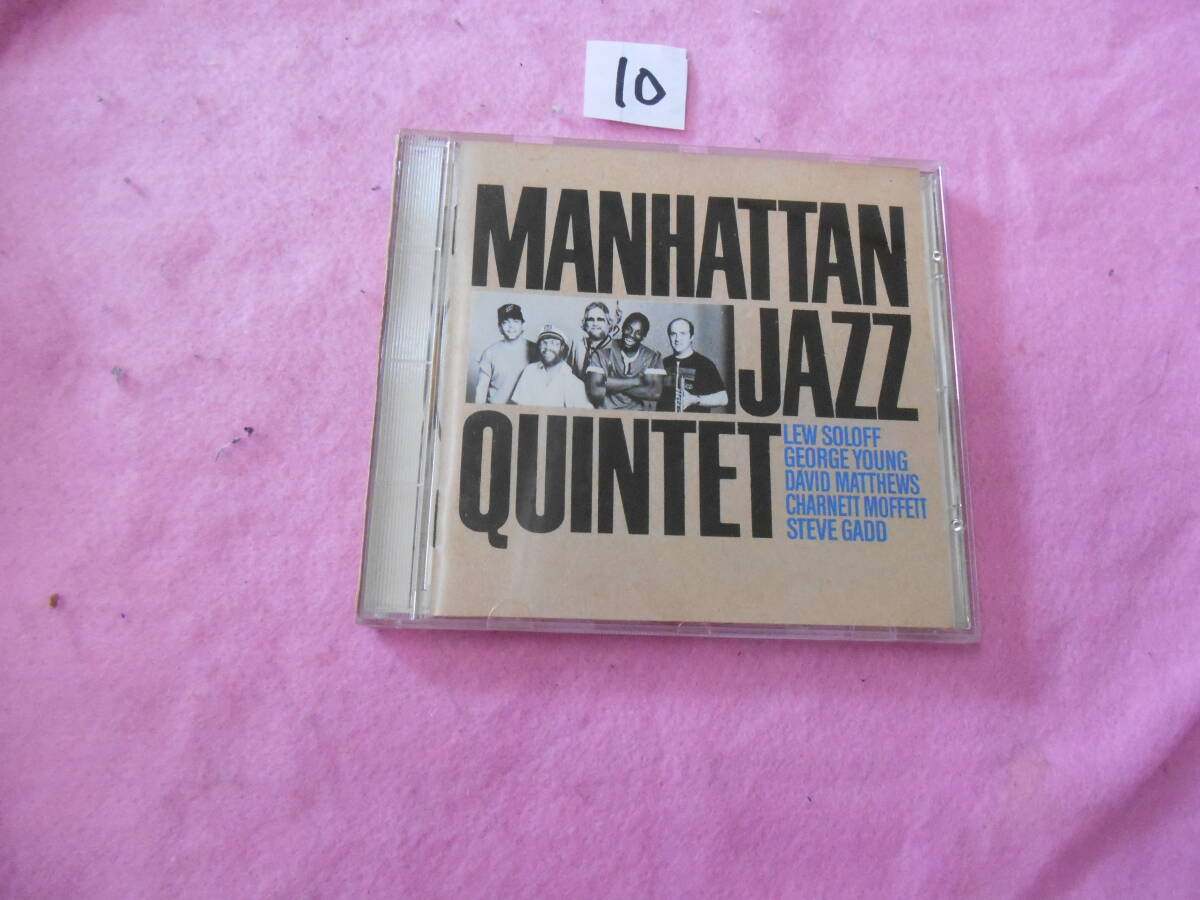 10
MANHATTAN
JAZZ
QUINTET
LEW SOLOFF
GEORGE YOUNG
DAVID MATTHEWS
CHARNETT MOFFETT
STEVE GADD